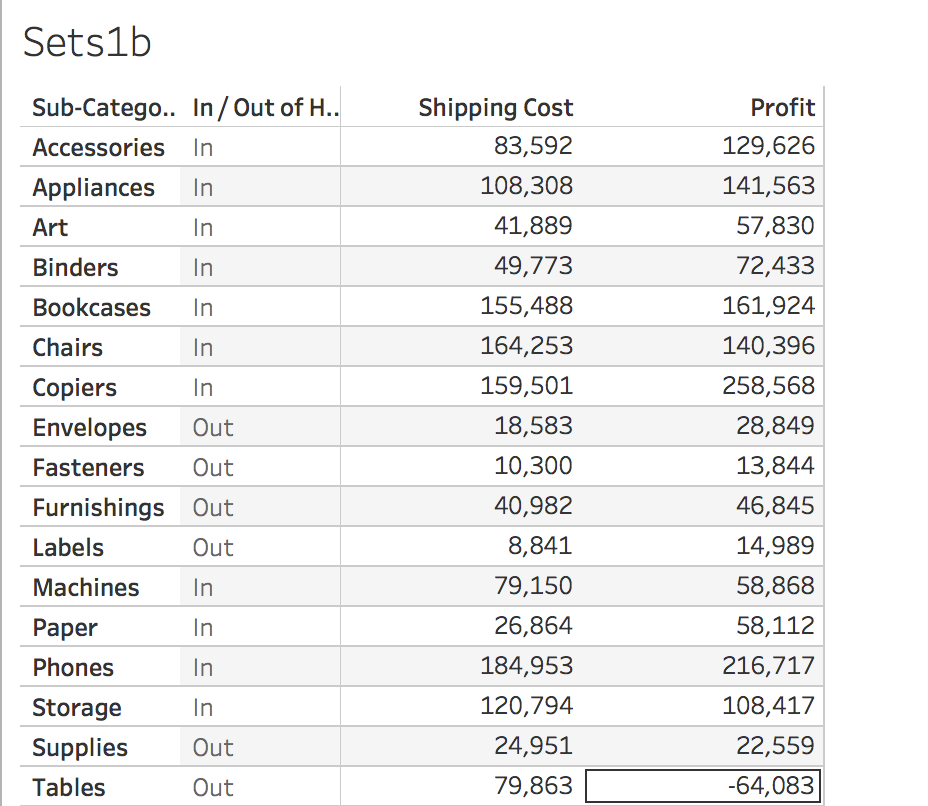 Sets1b
Sub-Catego.. In / Out of H.. Shipping Cost Profit
Accessories In 83,592 129,626
Appliances In 108,308 141,563
Art In 41,889 57,830
Binders In 49,773 72,433
Bookcases In 155,488 161,924
Chairs In 164,253 140,396
Copiers In 159,501 258,568
Envelopes Out 18,583 28,849
Fasteners Out 10,300 13,844
Furnishings Out 40,982 46,845
Labels Out 8,841 14,989
Machines In 79,150 58,868
Paper In 26,864 58,112
Phones In 184,953 216,717
Storage In 120,794 108,417
Supplies Out 24,951 22,559
Tables Out 79,863 -64,083